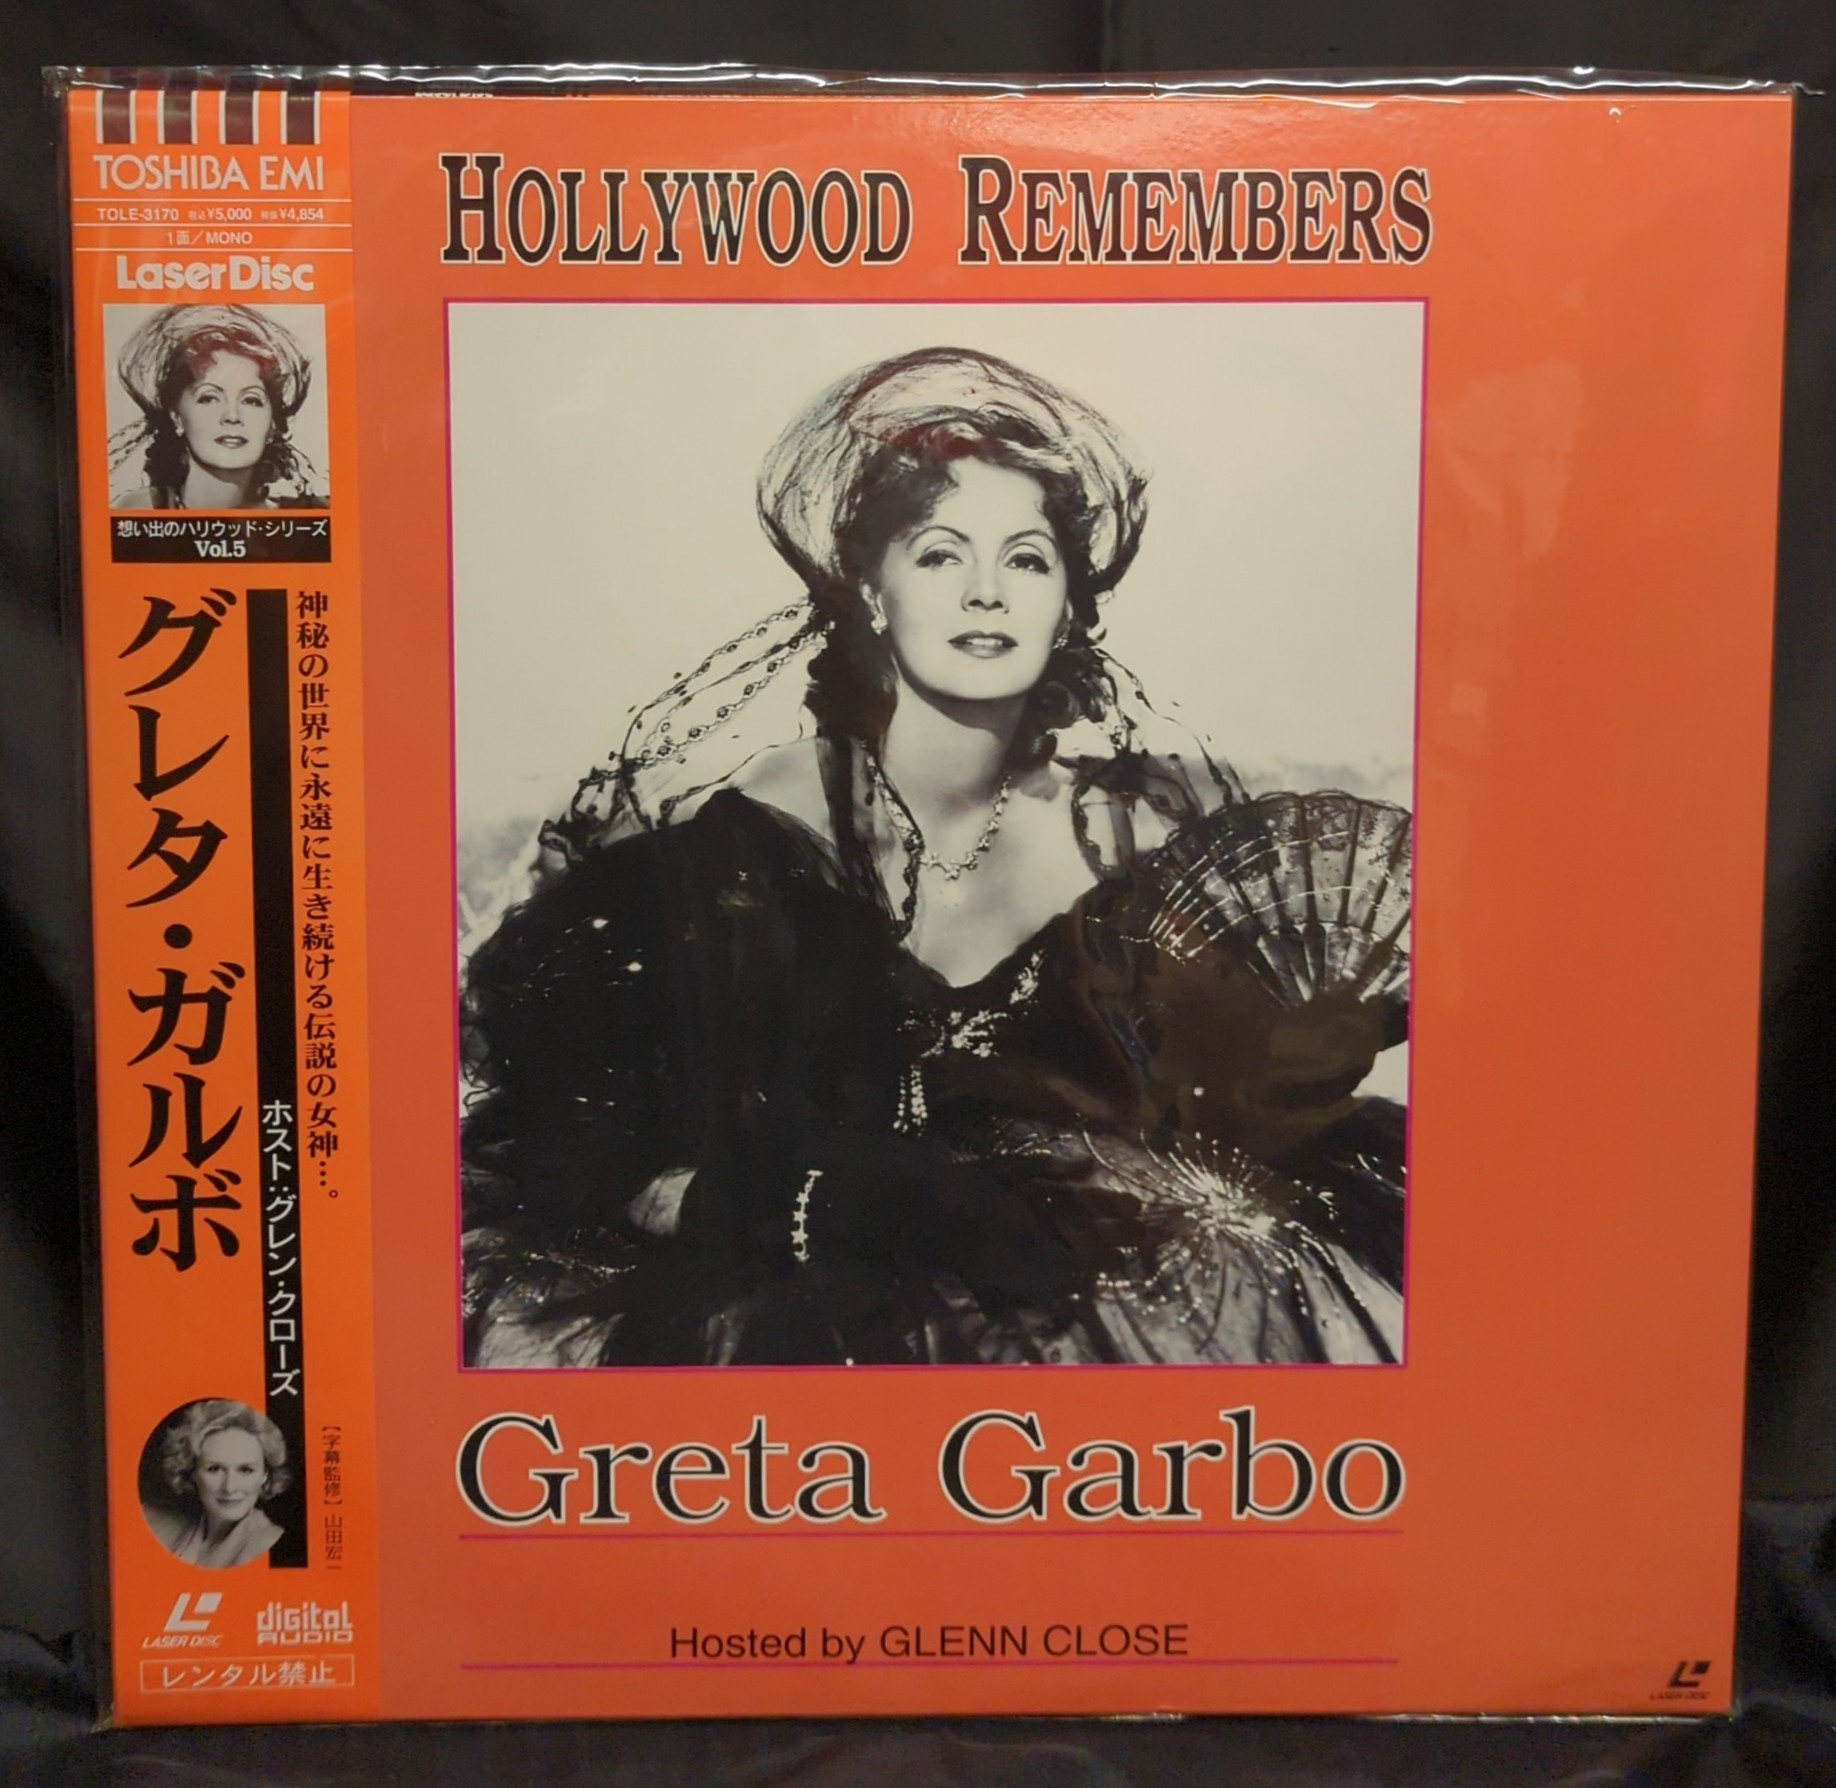 TOSHIBA EMI
TOLE-3170 税込¥5,000 税抜¥4,854
1面/MONO
LaserDisc
想い出のハリウッド・シリーズ
Vol.5
神秘の世界に永遠に生き続ける伝説の女神…。
グレタ・ガルボ
ホスト:グレン・クローズ
[字幕監修] 山田宏一
LASER DISC
digital AUDIO
レンタル禁止
HOLLYWOOD REMEMBERS
Greta Garbo
Hosted by GLENN CLOSE
LASER DISC